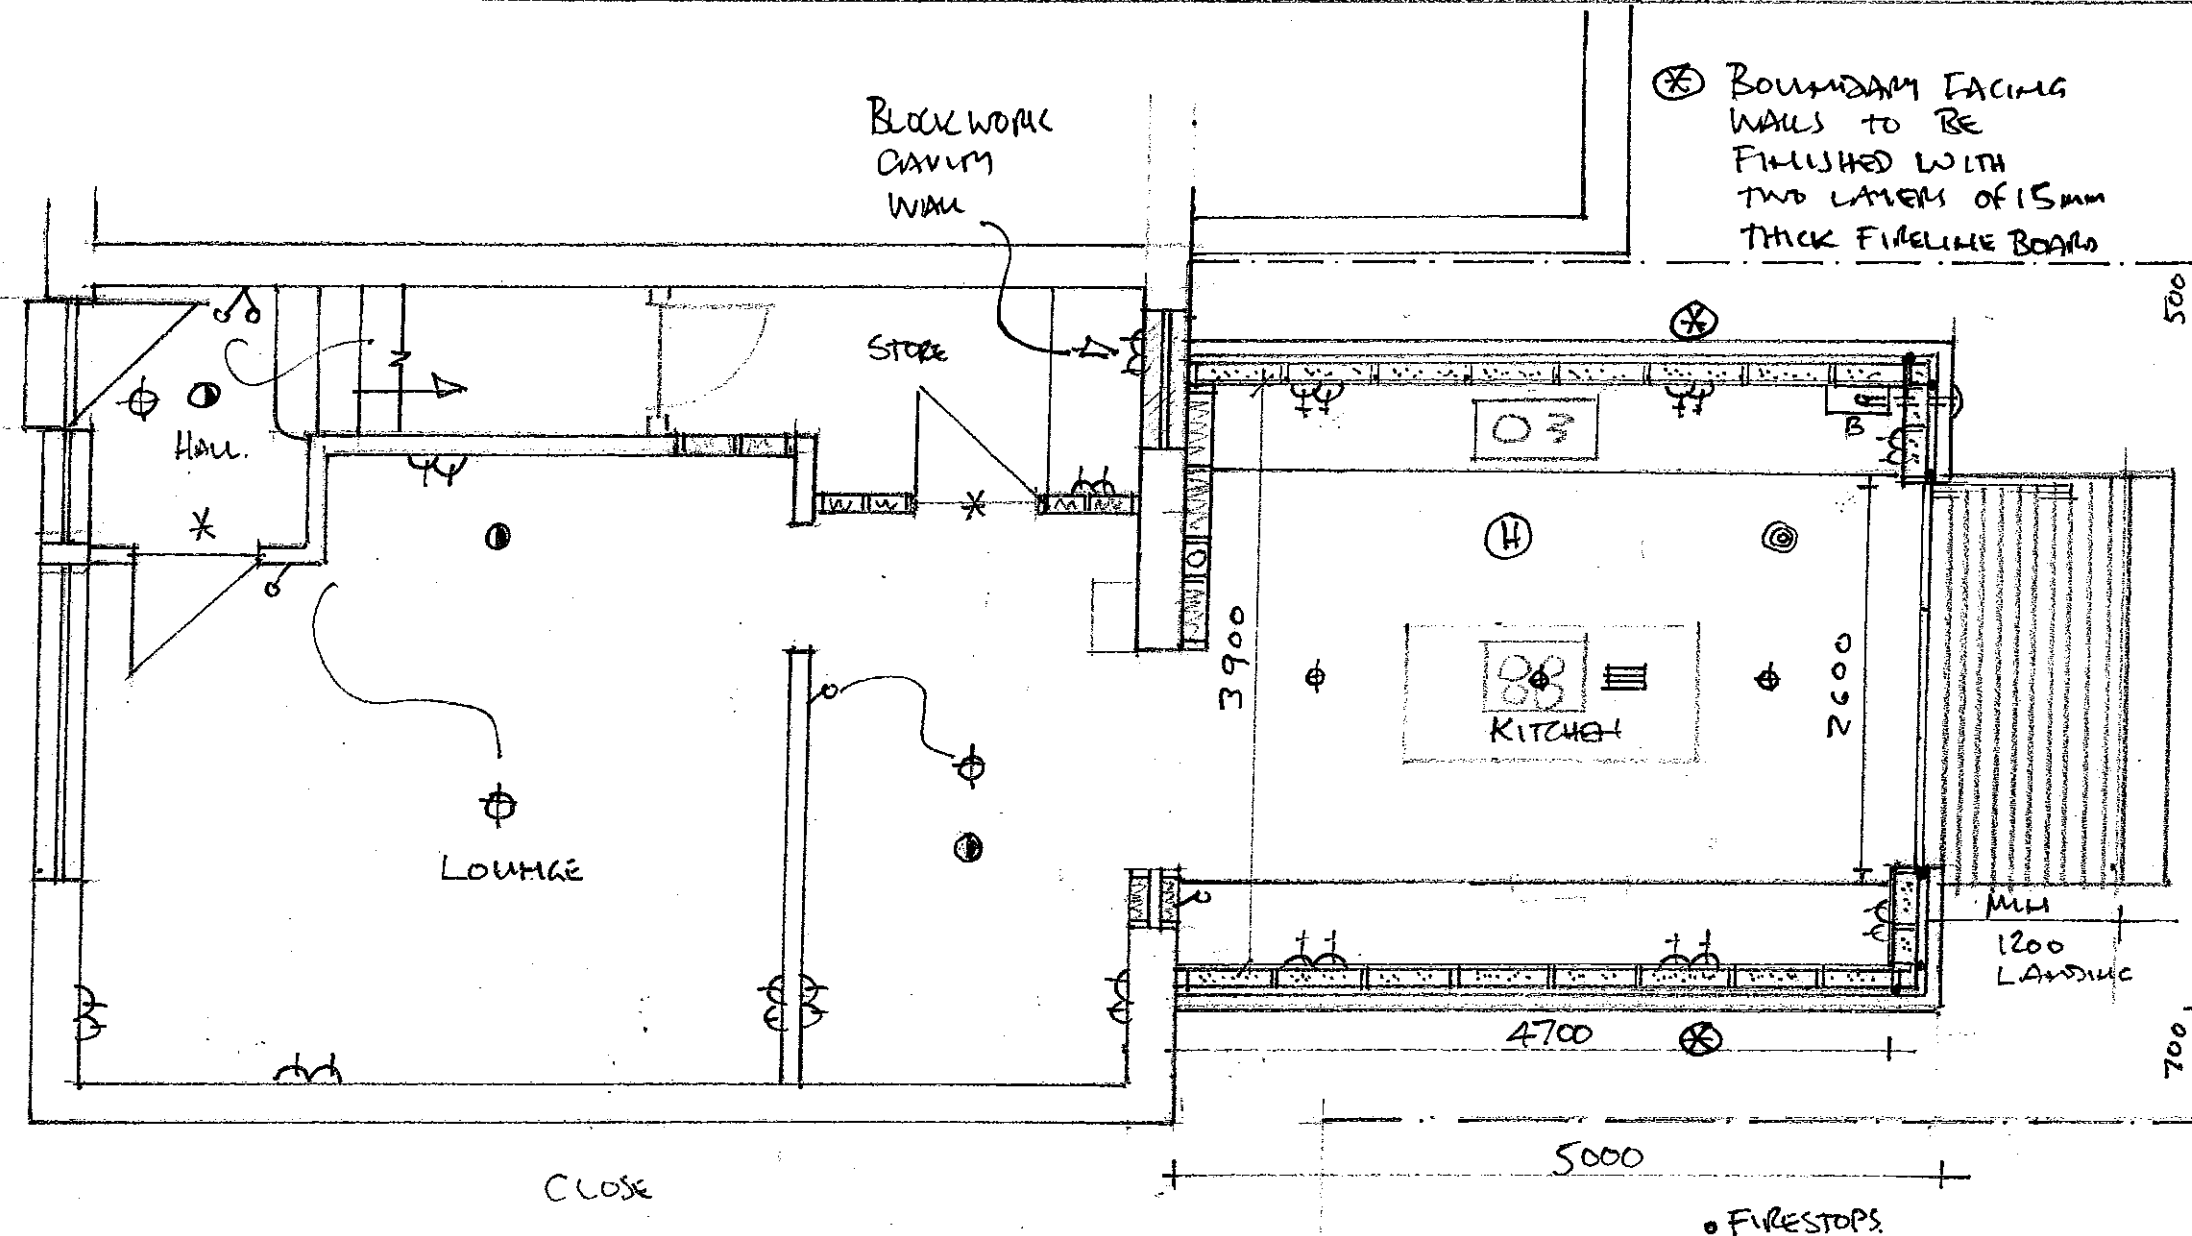 BLOCKWORK
CAVITY
WALL
* BOUNDARY FACING
WALLS TO BE
FINISHED WITH
TWO LAYERS OF 15mm
THICK FIRELINE BOARD
500
STORE
*
HALL.
B
*
*
H
3900
2600
KITCHEN
LOUNGE
MIN
1200
LANDING
4700
*
700
5000
CLOSE
• FIRESTOPS.